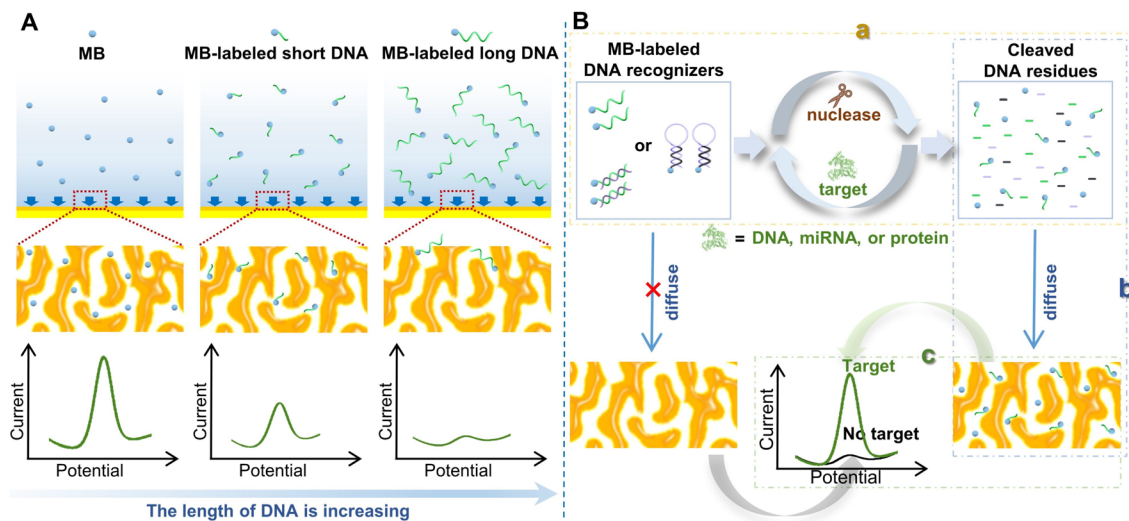 A
MB
MB-labeled short DNA
MB-labeled long DNA
Current
Potential
Current
Potential
Current
Potential
The length of DNA is increasing
B
a
MB-labeled
DNA recognizers
or
nuclease
target
Cleaved
DNA residues
= DNA, miRNA, or protein
diffuse
diffuse
b
c
Target
No target
Current
Potential